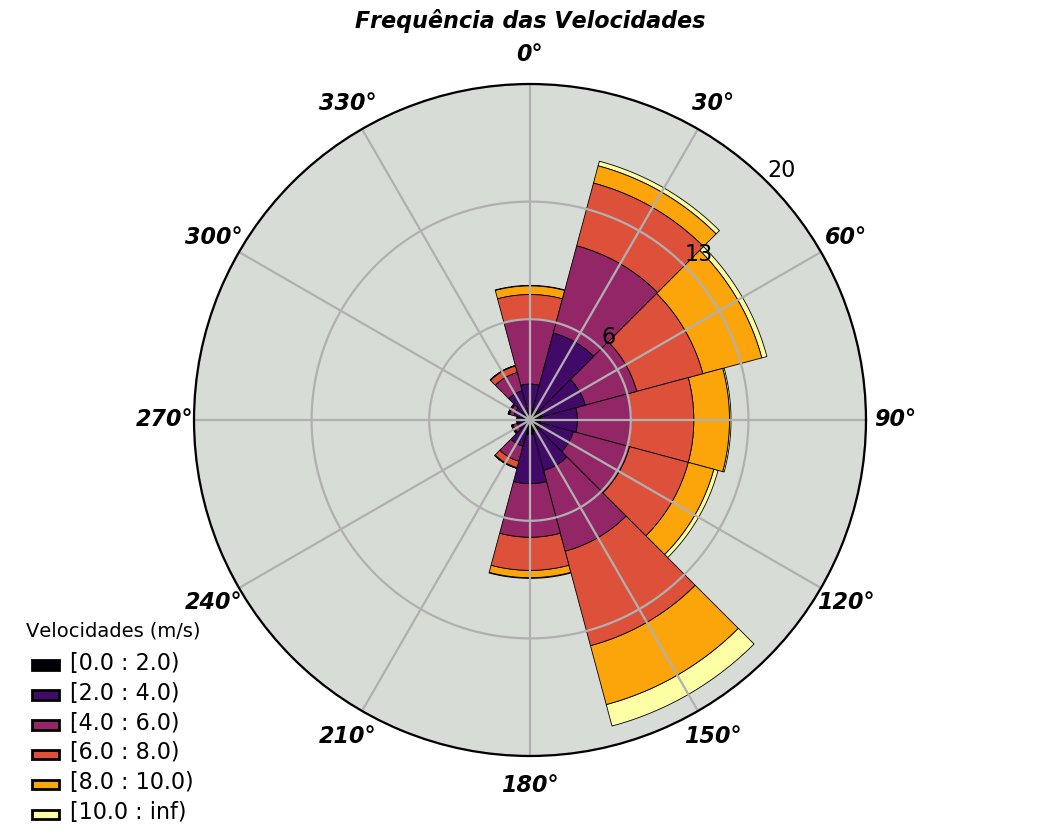 Frequência das Velocidades
0°
330°
30°
20
300°
60°
13
6
270°
90°
240°
120°
210°
150°
180°
Velocidades (m/s)
[0.0 : 2.0)
[2.0 : 4.0)
[4.0 : 6.0)
[6.0 : 8.0)
[8.0 : 10.0)
[10.0 : inf)